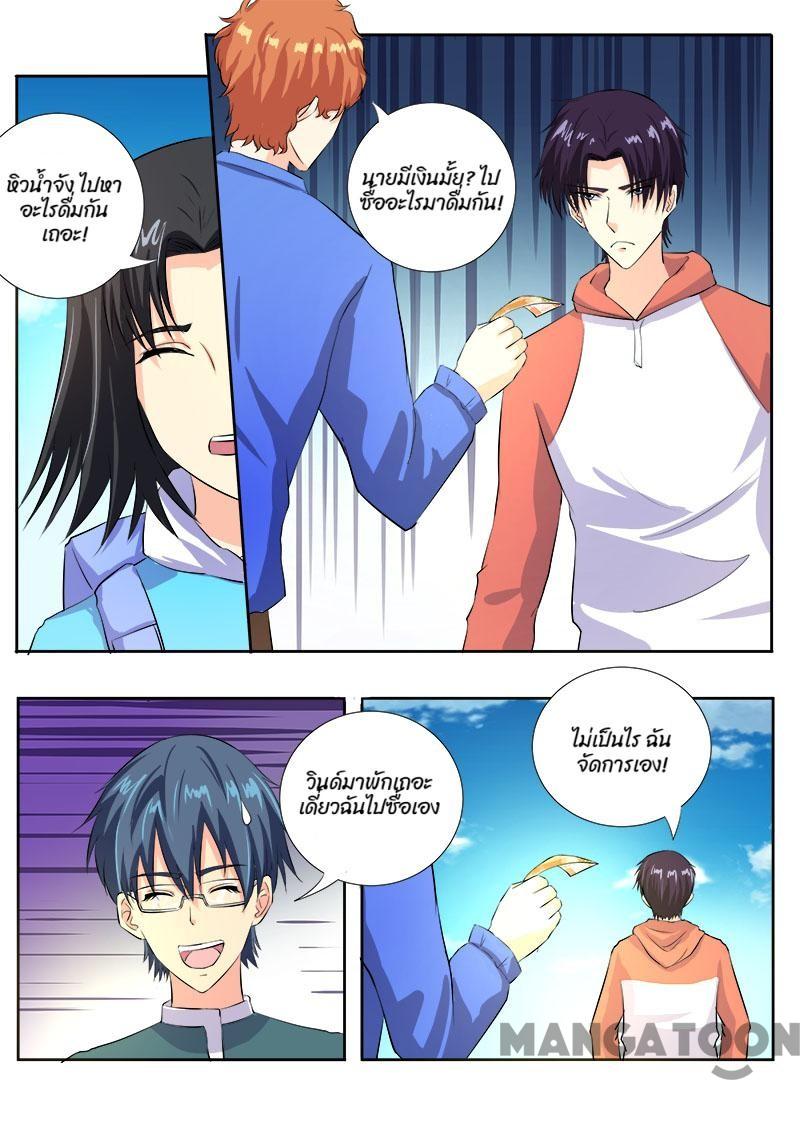 หิวน้ำจัง ไปหา
อะไรดื่มกัน
เถอะ!
นายมีเงินมั้ย? ไป
ซื้ออะไรมาดื่มกัน!
วินด์มาพักเถอะ
เดี๋ยวฉันไปซื้อเอง
ไม่เป็นไร ฉัน
จัดการเอง!
MANGATOON